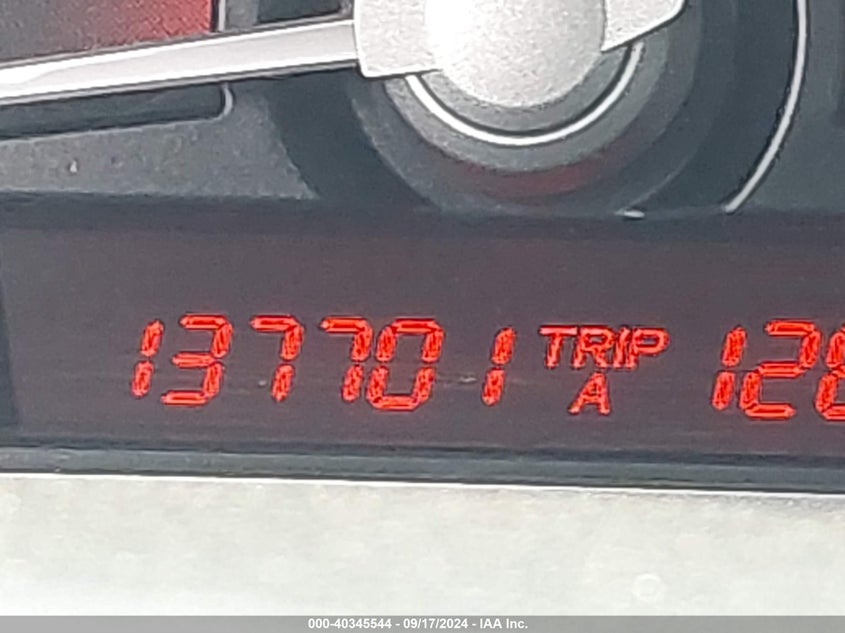 137701 TRIP A 12
000-40345544 - 09/17/2024 - IAA Inc.